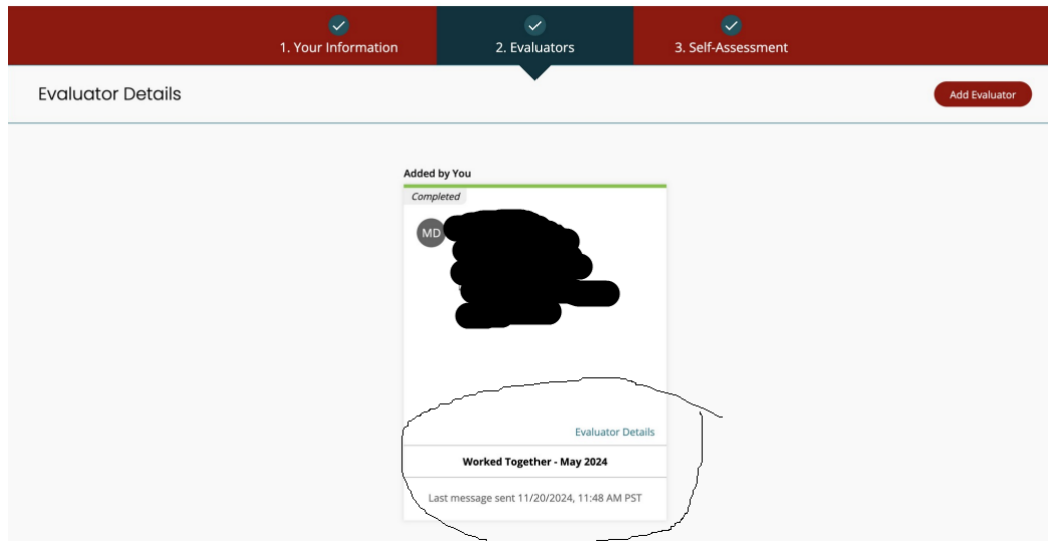 1. Your Information
2. Evaluators
3. Self-Assessment
Evaluator Details
Add Evaluator
Added by You
Completed
MD
Evaluator Details
Worked Together - May 2024
Last message sent 11/20/2024, 11:48 AM PST